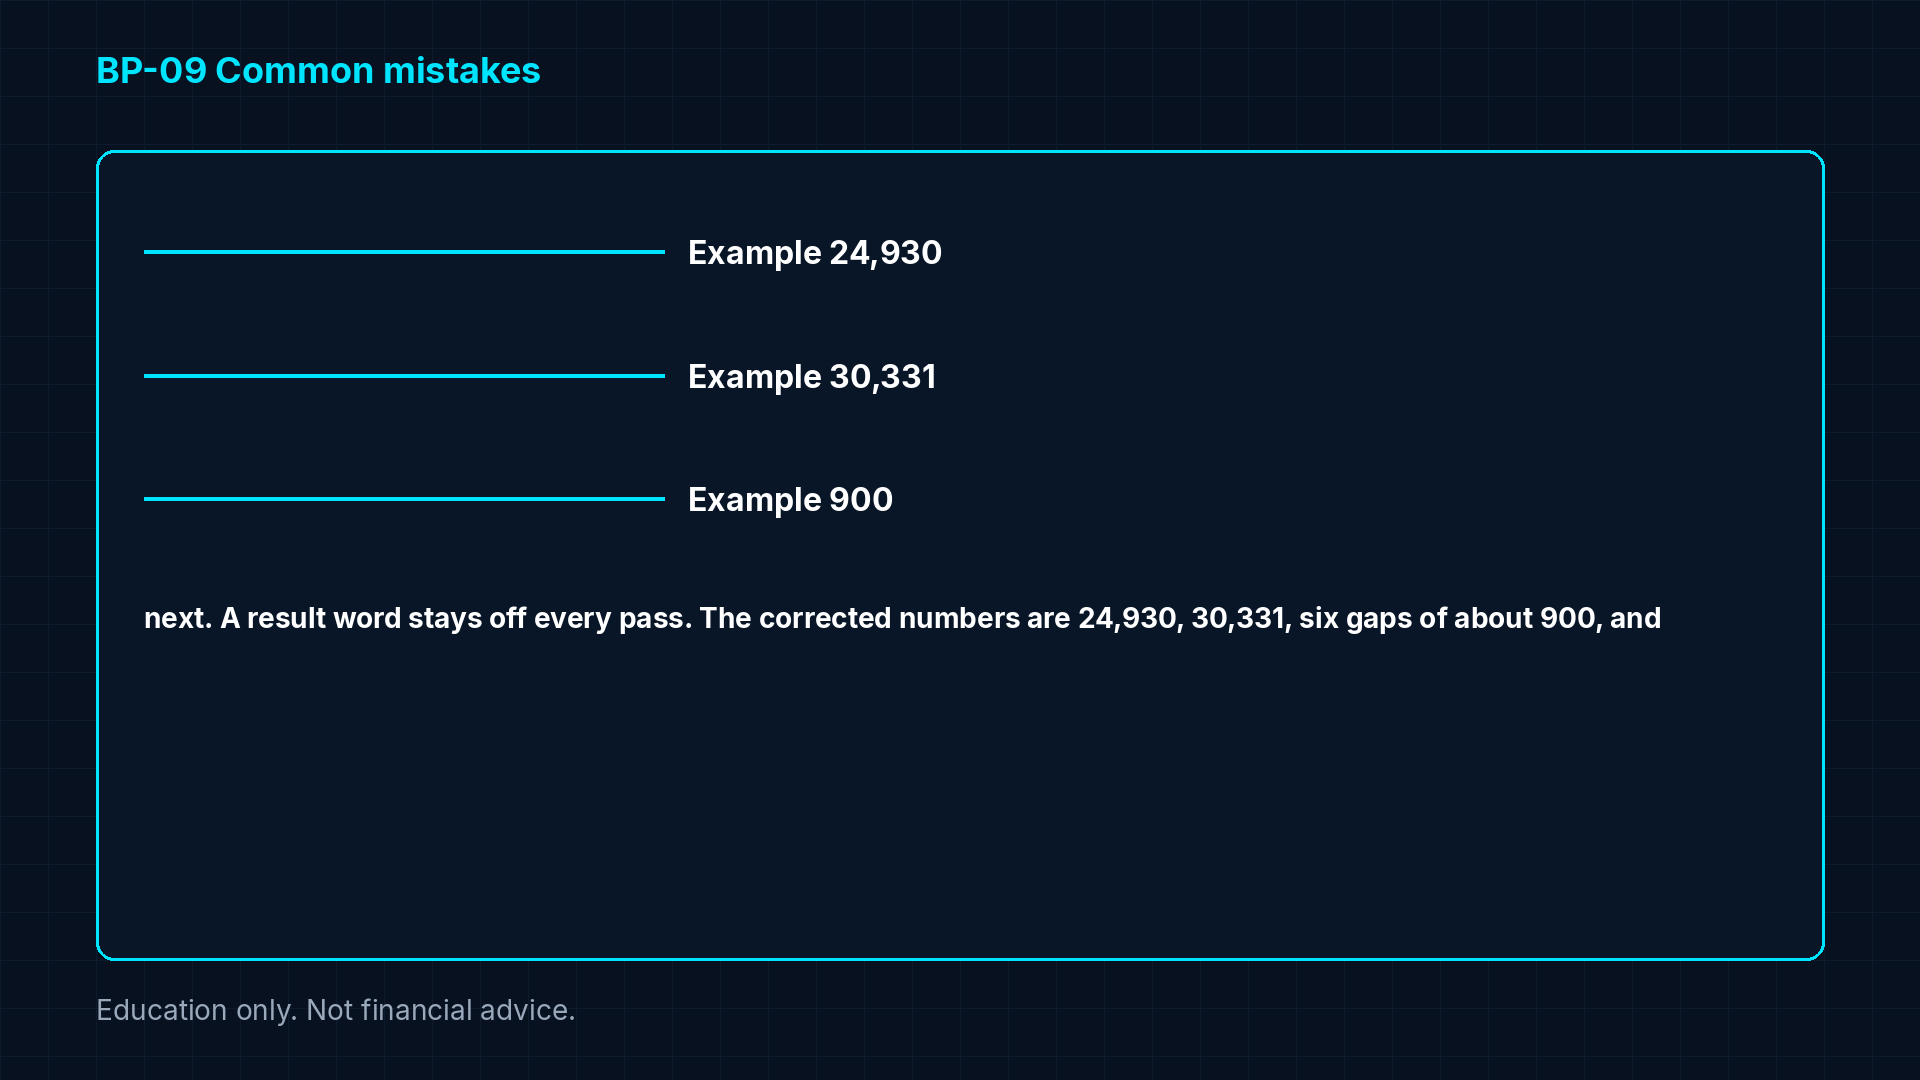 BP-09 Common mistakes
Example 24,930
Example 30,331
Example 900
next. A result word stays off every pass. The corrected numbers are 24,930, 30,331, six gaps of about 900, and
Education only. Not financial advice.